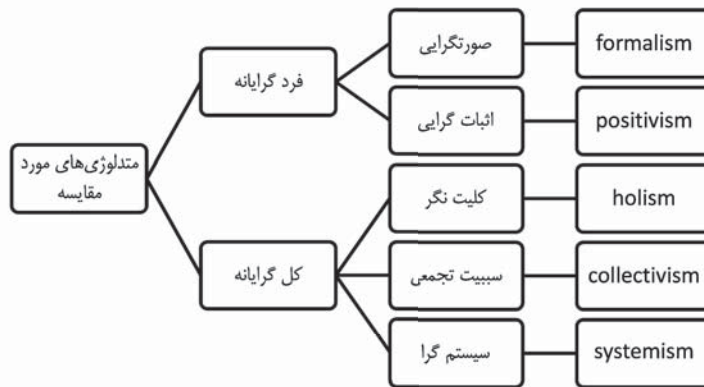 متدلوژی‌های مورد
مقایسه
فرد گرایانه
صورتگرایی
formalism
اثبات گرایی
positivism
کل گرایانه
کلیت نگر
holism
سببیت تجمعی
collectivism
سیستم گرا
systemism